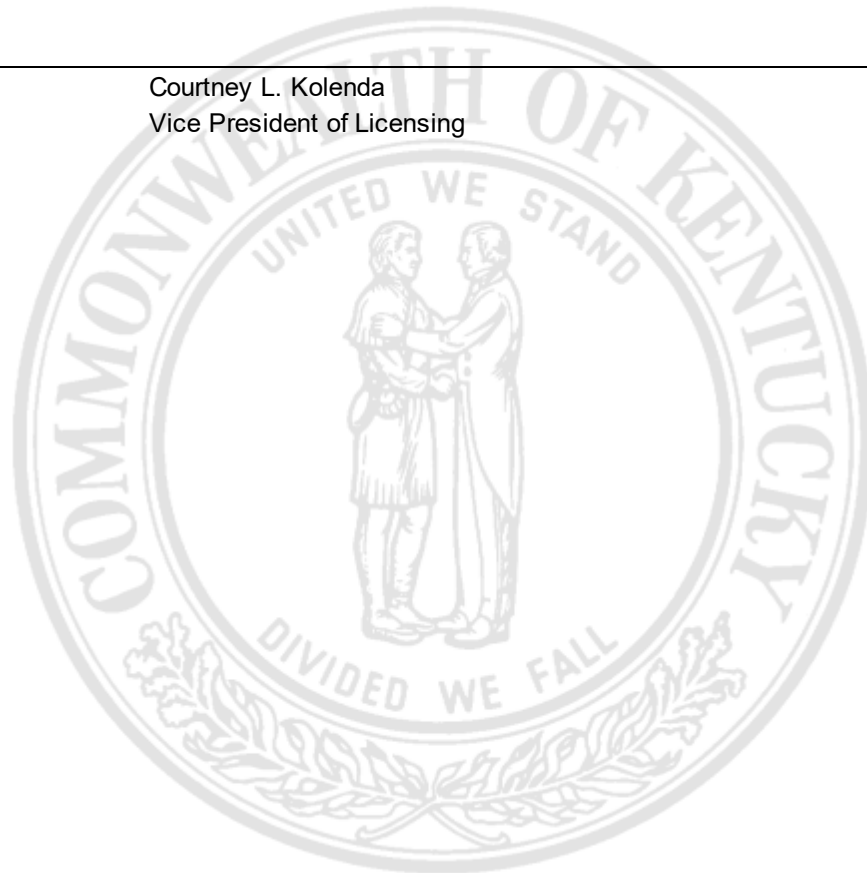 Courtney L. Kolenda
Vice President of Licensing
COMMONWEALTH OF KENTUCKY
UNITED WE STAND
DIVIDED WE FALL